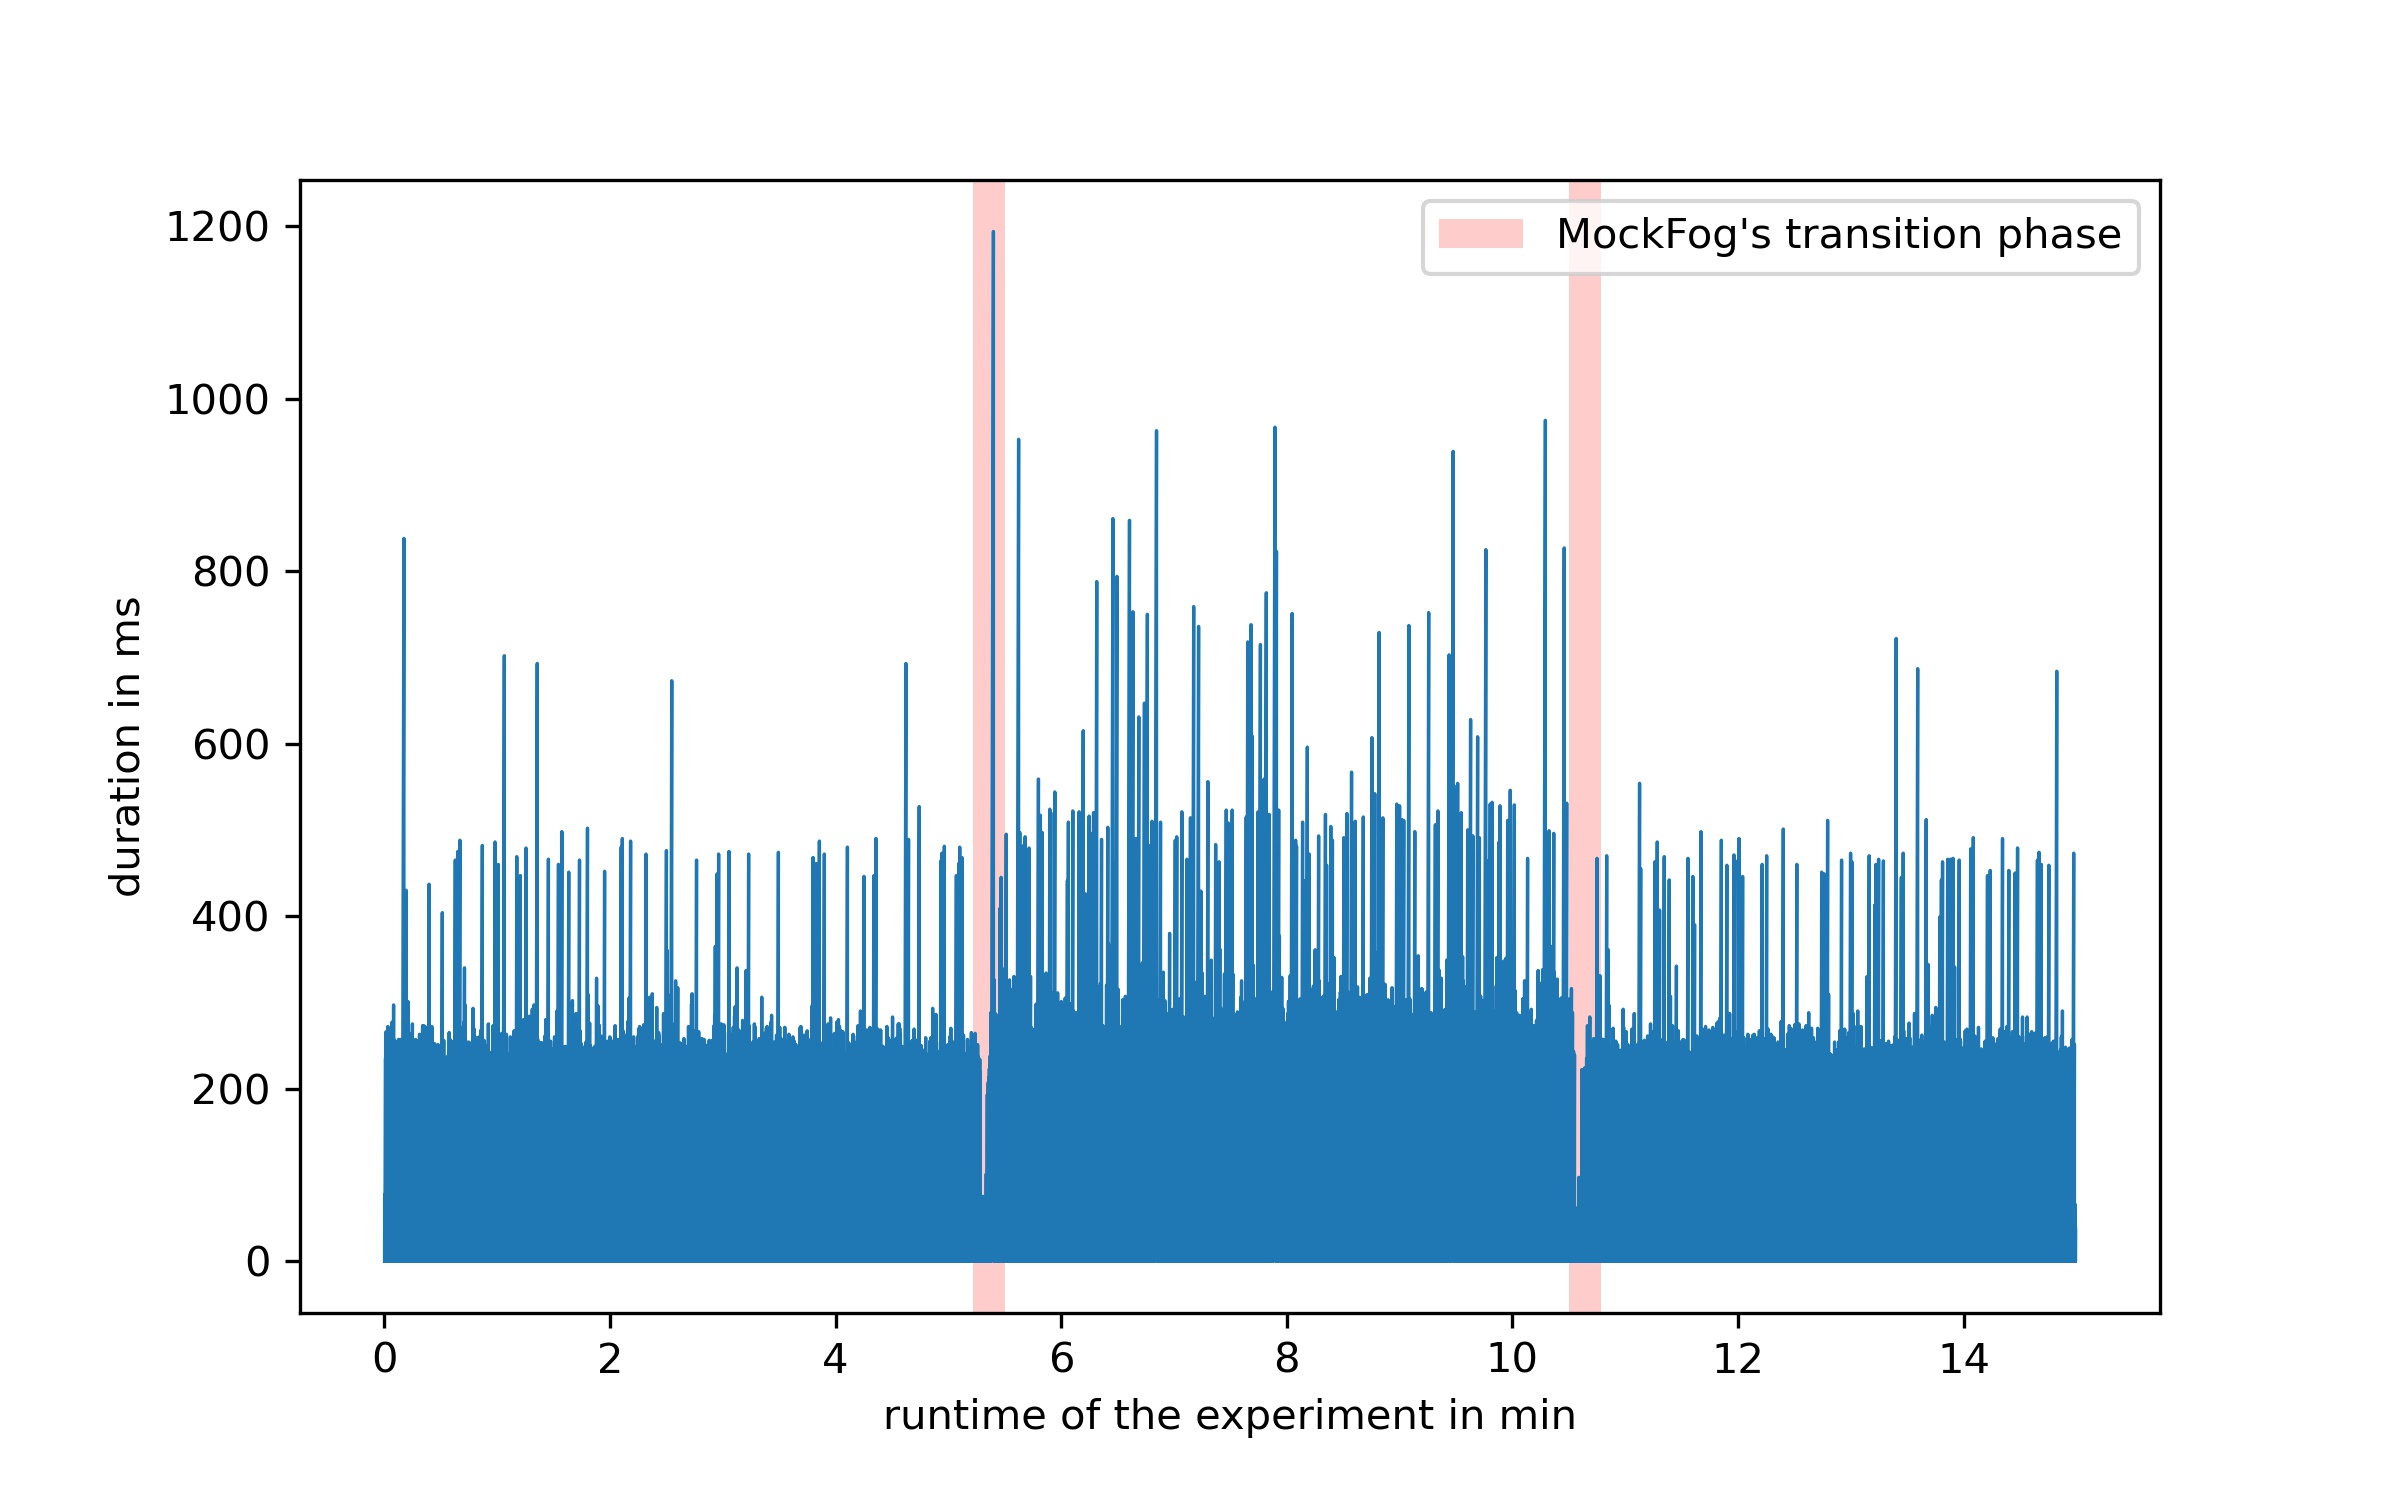 MockFog's transition phase
duration in ms
1200
1000
800
600
400
200
0
0 2 4 6 8 10 12 14
runtime of the experiment in min